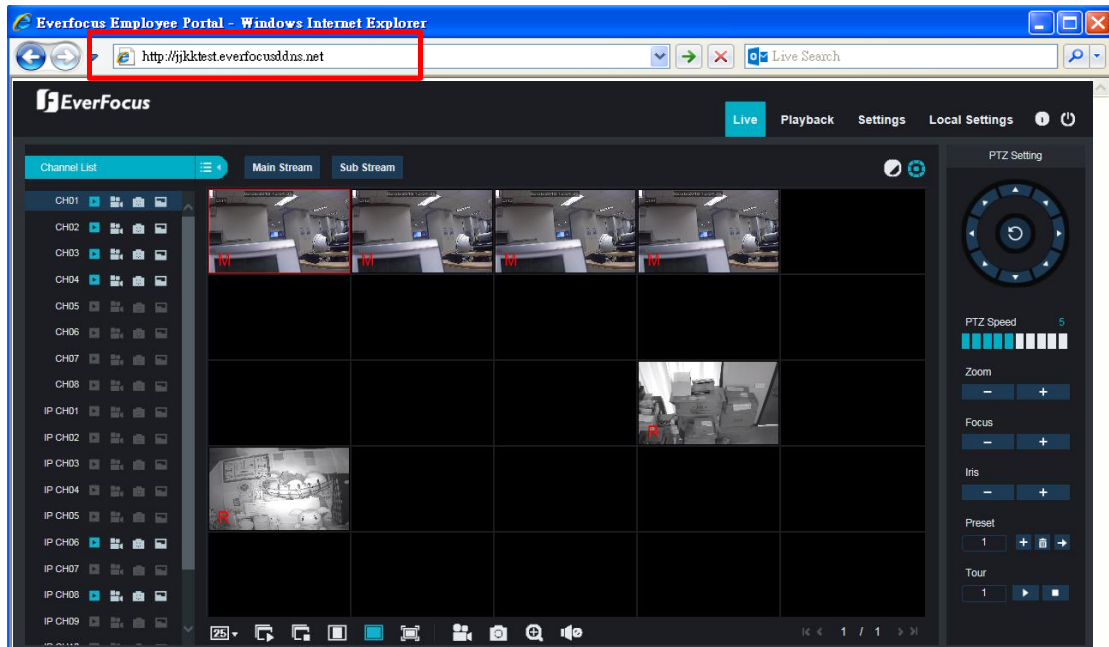 Everfocus Employee Portal - Windows Internet Explorer
http://jjkktest.everfocusddns.net
Live Search
EverFocus
Live
Playback
Settings
Local Settings
Channel List
Main Stream
Sub Stream
PTZ Setting
CH01
CH02
CH03
CH04
CH05
CH06
CH07
CH08
IP CH01
IP CH02
IP CH03
IP CH04
IP CH05
IP CH06
IP CH07
IP CH08
IP CH09
M
M
M
M
R
R
PTZ Speed 5
Zoom
- +
Focus
- +
Iris
- +
Preset
1 +
Tour
1
25
1 / 1